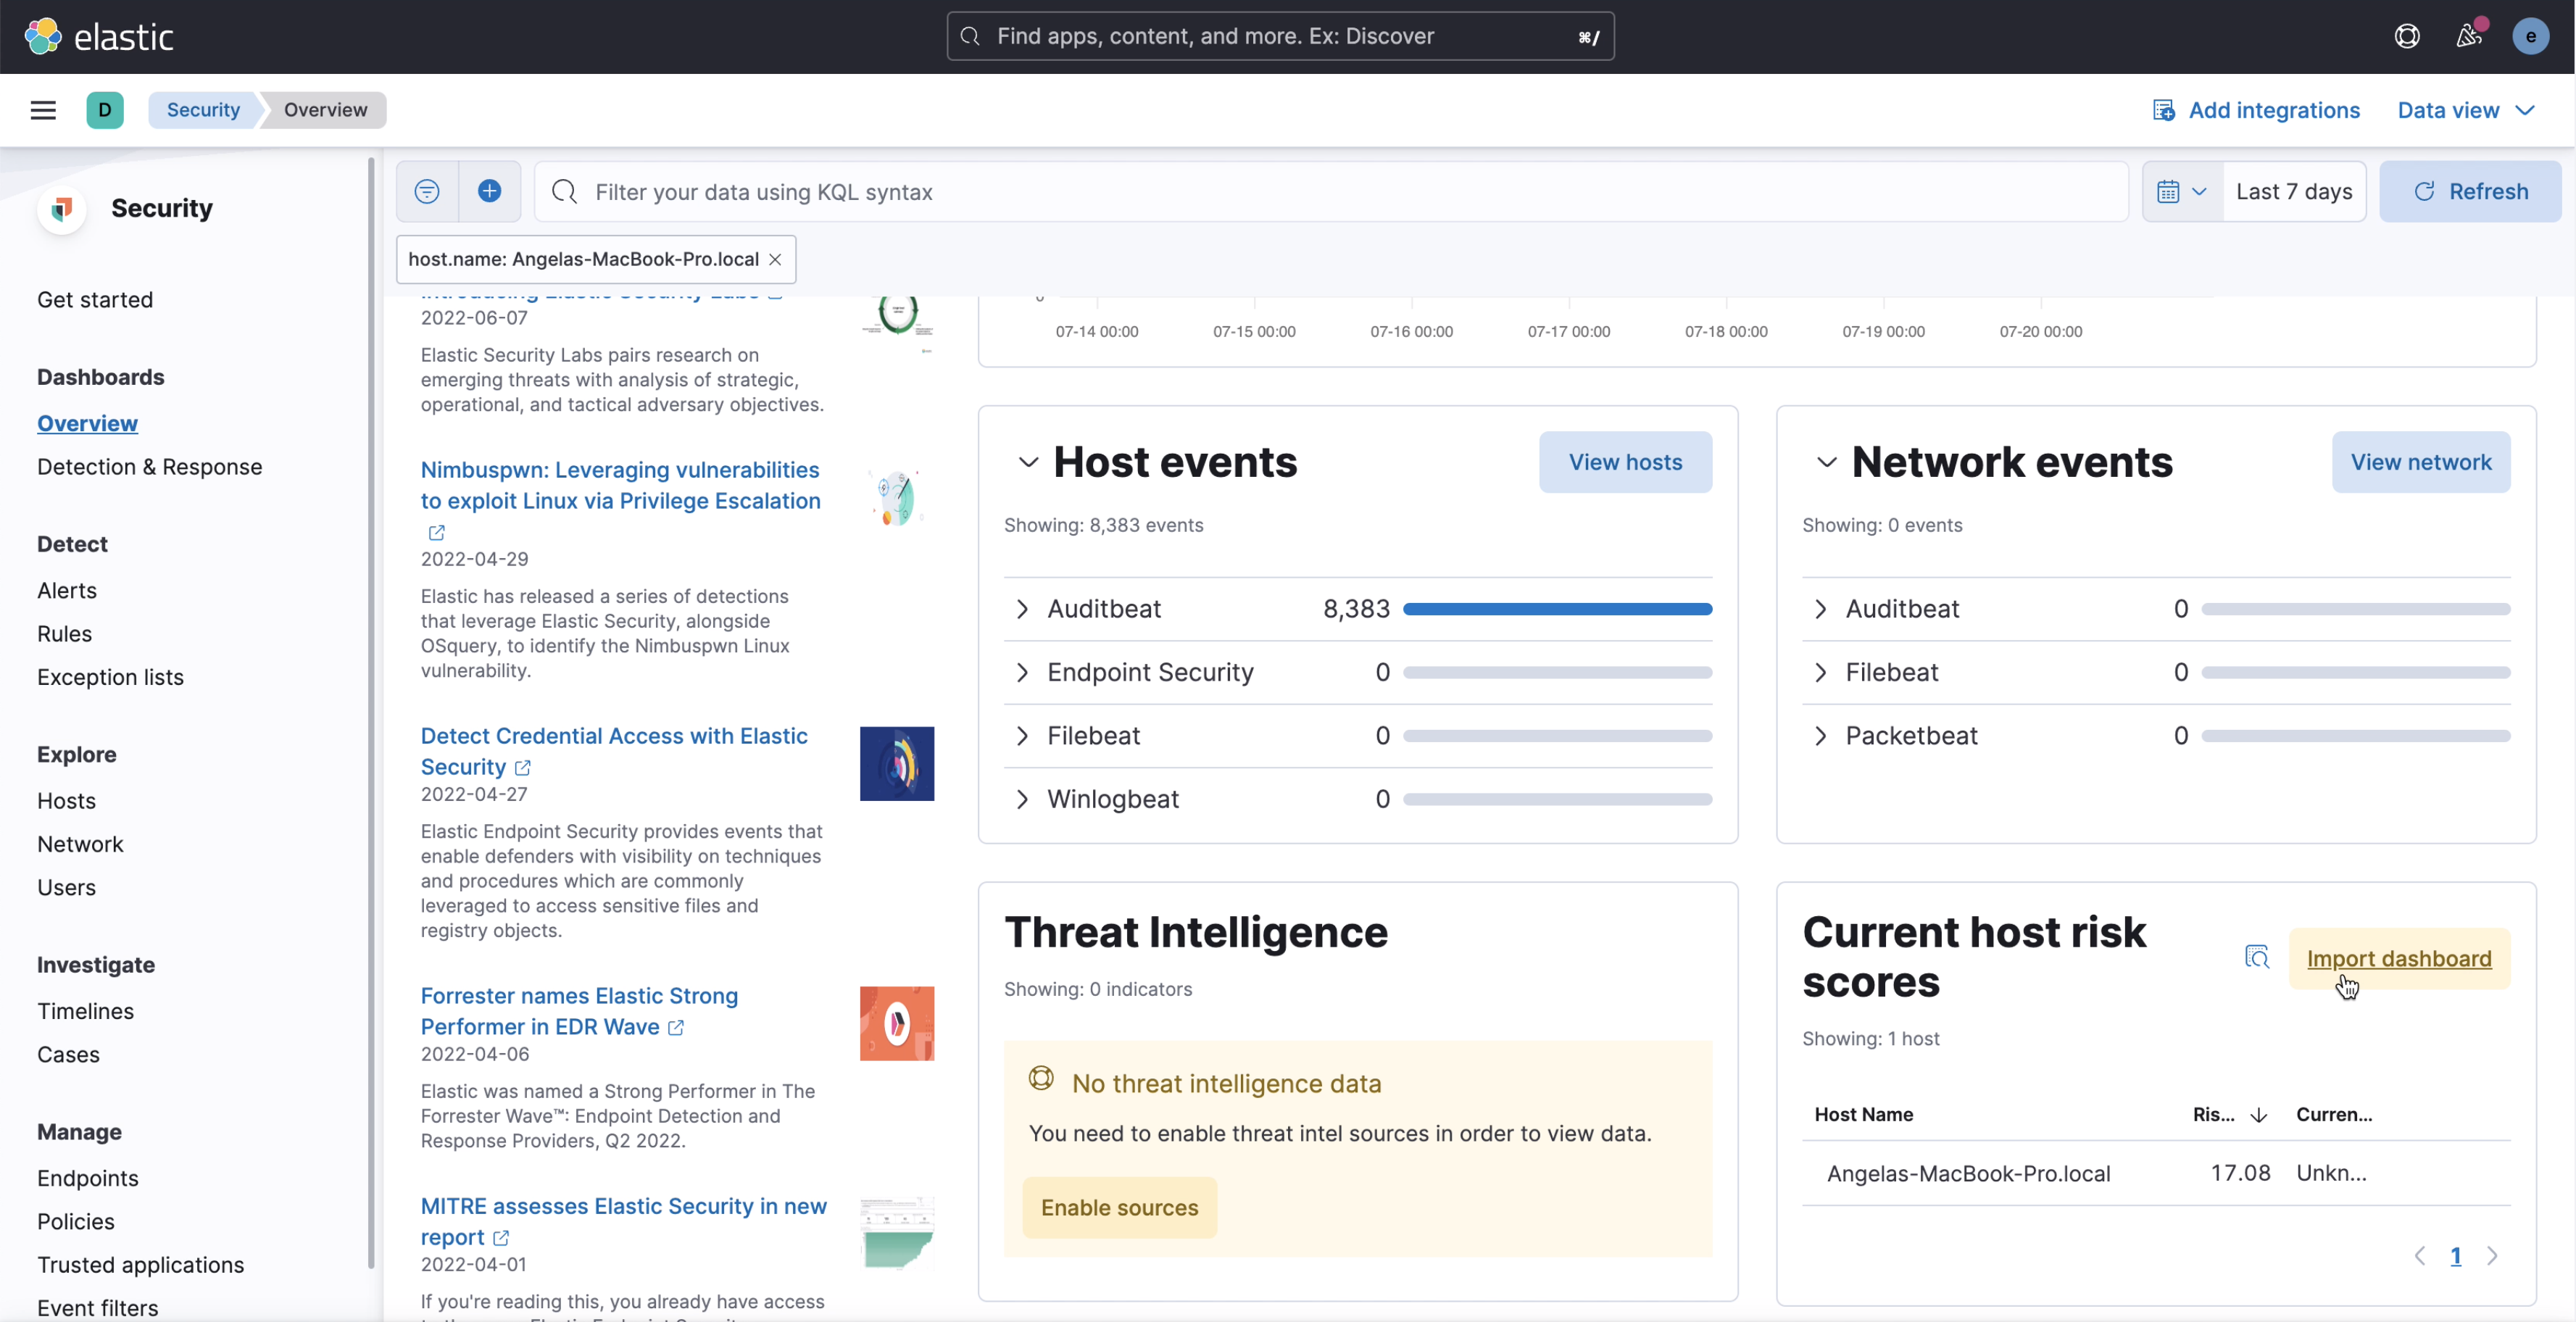 elastic
Find apps, content, and more. Ex: Discover
⌘/
e
D
Security
Overview
Add integrations
Data view
Security
Get started
Dashboards
Overview
Detection & Response
Detect
Alerts
Rules
Exception lists
Explore
Hosts
Network
Users
Investigate
Timelines
Cases
Manage
Endpoints
Policies
Trusted applications
Event filters
Filter your data using KQL syntax
Last 7 days
Refresh
host.name: Angelas-MacBook-Pro.local
Introducing Elastic Security Labs
2022-06-07
Elastic Security Labs pairs research on
emerging threats with analysis of strategic,
operational, and tactical adversary objectives.
Nimbuspwn: Leveraging vulnerabilities
to exploit Linux via Privilege Escalation
2022-04-29
Elastic has released a series of detections
that leverage Elastic Security, alongside
OSquery, to identify the Nimbuspwn Linux
vulnerability.
Detect Credential Access with Elastic
Security
2022-04-27
Elastic Endpoint Security provides events that
enable defenders with visibility on techniques
and procedures which are commonly
leveraged to access sensitive files and
registry objects.
Forrester names Elastic Strong
Performer in EDR Wave
2022-04-06
Elastic was named a Strong Performer in The
Forrester Wave™: Endpoint Detection and
Response Providers, Q2 2022.
MITRE assesses Elastic Security in new
report
2022-04-01
If you're reading this, you already have access
0
07-14 00:00
07-15 00:00
07-16 00:00
07-17 00:00
07-18 00:00
07-19 00:00
07-20 00:00
Host events
View hosts
Showing: 8,383 events
Auditbeat 8,383
Endpoint Security 0
Filebeat 0
Winlogbeat 0
Network events
View network
Showing: 0 events
Auditbeat 0
Filebeat 0
Packetbeat 0
Threat Intelligence
Showing: 0 indicators
No threat intelligence data
You need to enable threat intel sources in order to view data.
Enable sources
Current host risk
scores
Import dashboard
Showing: 1 host
Host Name Ris... Curren...
Angelas-MacBook-Pro.local 17.08 Unkn...
1